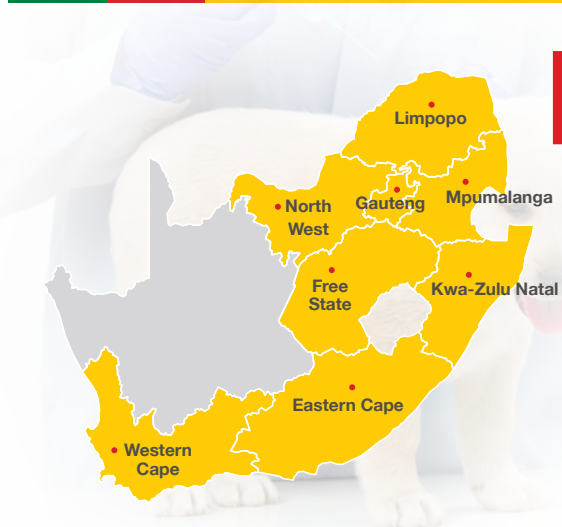 Limpopo
Mpumalanga
Gauteng
North
West
Free
State
Kwa-Zulu Natal
Eastern Cape
Western
Cape